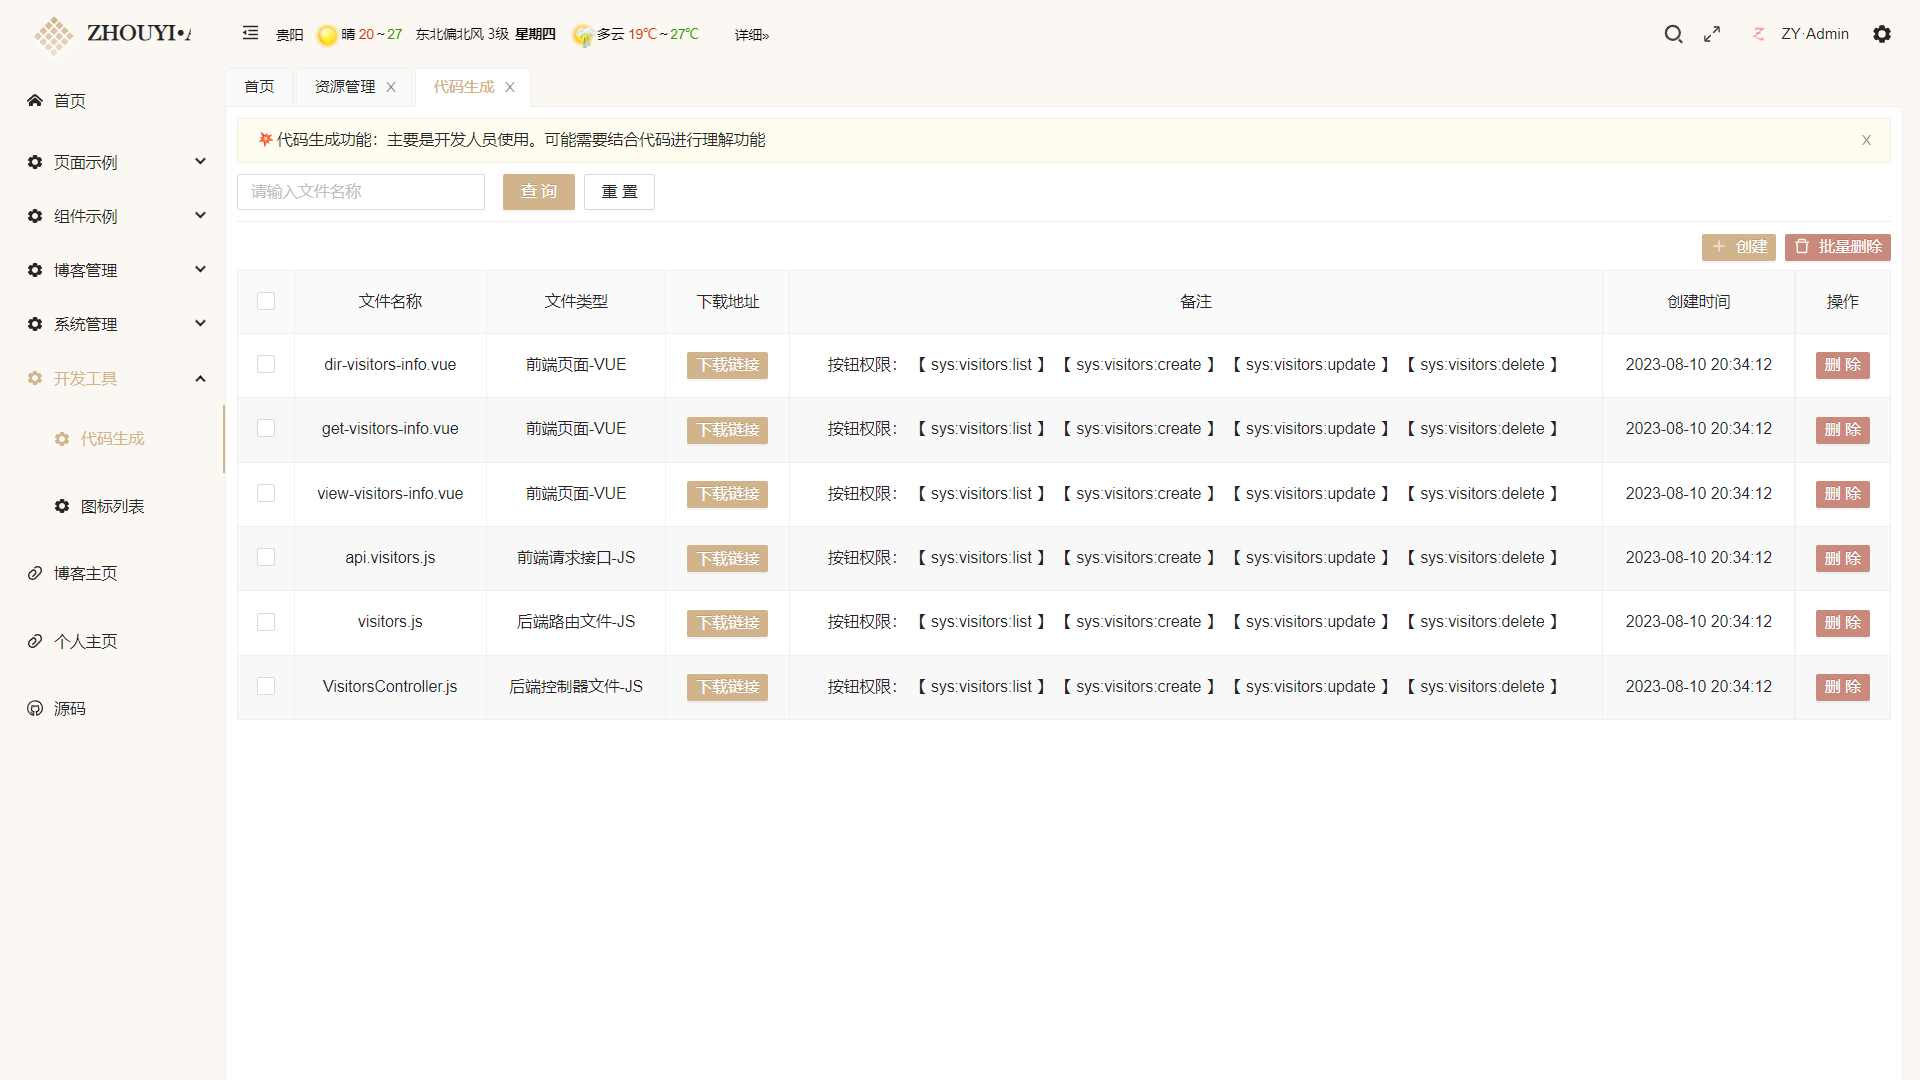 ZHOUYI•A
贵阳 晴 20～27 东北偏北风 3级 星期四 多云 19℃～27℃ 详细»
ZY·Admin
首页
页面示例
组件示例
博客管理
系统管理
开发工具
代码生成
图标列表
博客主页
个人主页
源码
首页 资源管理 X 代码生成 X
代码生成功能：主要是开发人员使用。可能需要结合代码进行理解功能 X
请输入文件名称 查 询 重 置
创建 批量删除
文件名称 文件类型 下载地址 备注 创建时间 操作
dir-visitors-info.vue 前端页面-VUE 下载链接 按钮权限： 【 sys:visitors:list 】 【 sys:visitors:create 】 【 sys:visitors:update 】 【 sys:visitors:delete 】 2023-08-10 20:34:12 删 除
get-visitors-info.vue 前端页面-VUE 下载链接 按钮权限： 【 sys:visitors:list 】 【 sys:visitors:create 】 【 sys:visitors:update 】 【 sys:visitors:delete 】 2023-08-10 20:34:12 删 除
view-visitors-info.vue 前端页面-VUE 下载链接 按钮权限： 【 sys:visitors:list 】 【 sys:visitors:create 】 【 sys:visitors:update 】 【 sys:visitors:delete 】 2023-08-10 20:34:12 删 除
api.visitors.js 前端请求接口-JS 下载链接 按钮权限： 【 sys:visitors:list 】 【 sys:visitors:create 】 【 sys:visitors:update 】 【 sys:visitors:delete 】 2023-08-10 20:34:12 删 除
visitors.js 后端路由文件-JS 下载链接 按钮权限： 【 sys:visitors:list 】 【 sys:visitors:create 】 【 sys:visitors:update 】 【 sys:visitors:delete 】 2023-08-10 20:34:12 删 除
VisitorsController.js 后端控制器文件-JS 下载链接 按钮权限： 【 sys:visitors:list 】 【 sys:visitors:create 】 【 sys:visitors:update 】 【 sys:visitors:delete 】 2023-08-10 20:34:12 删 除